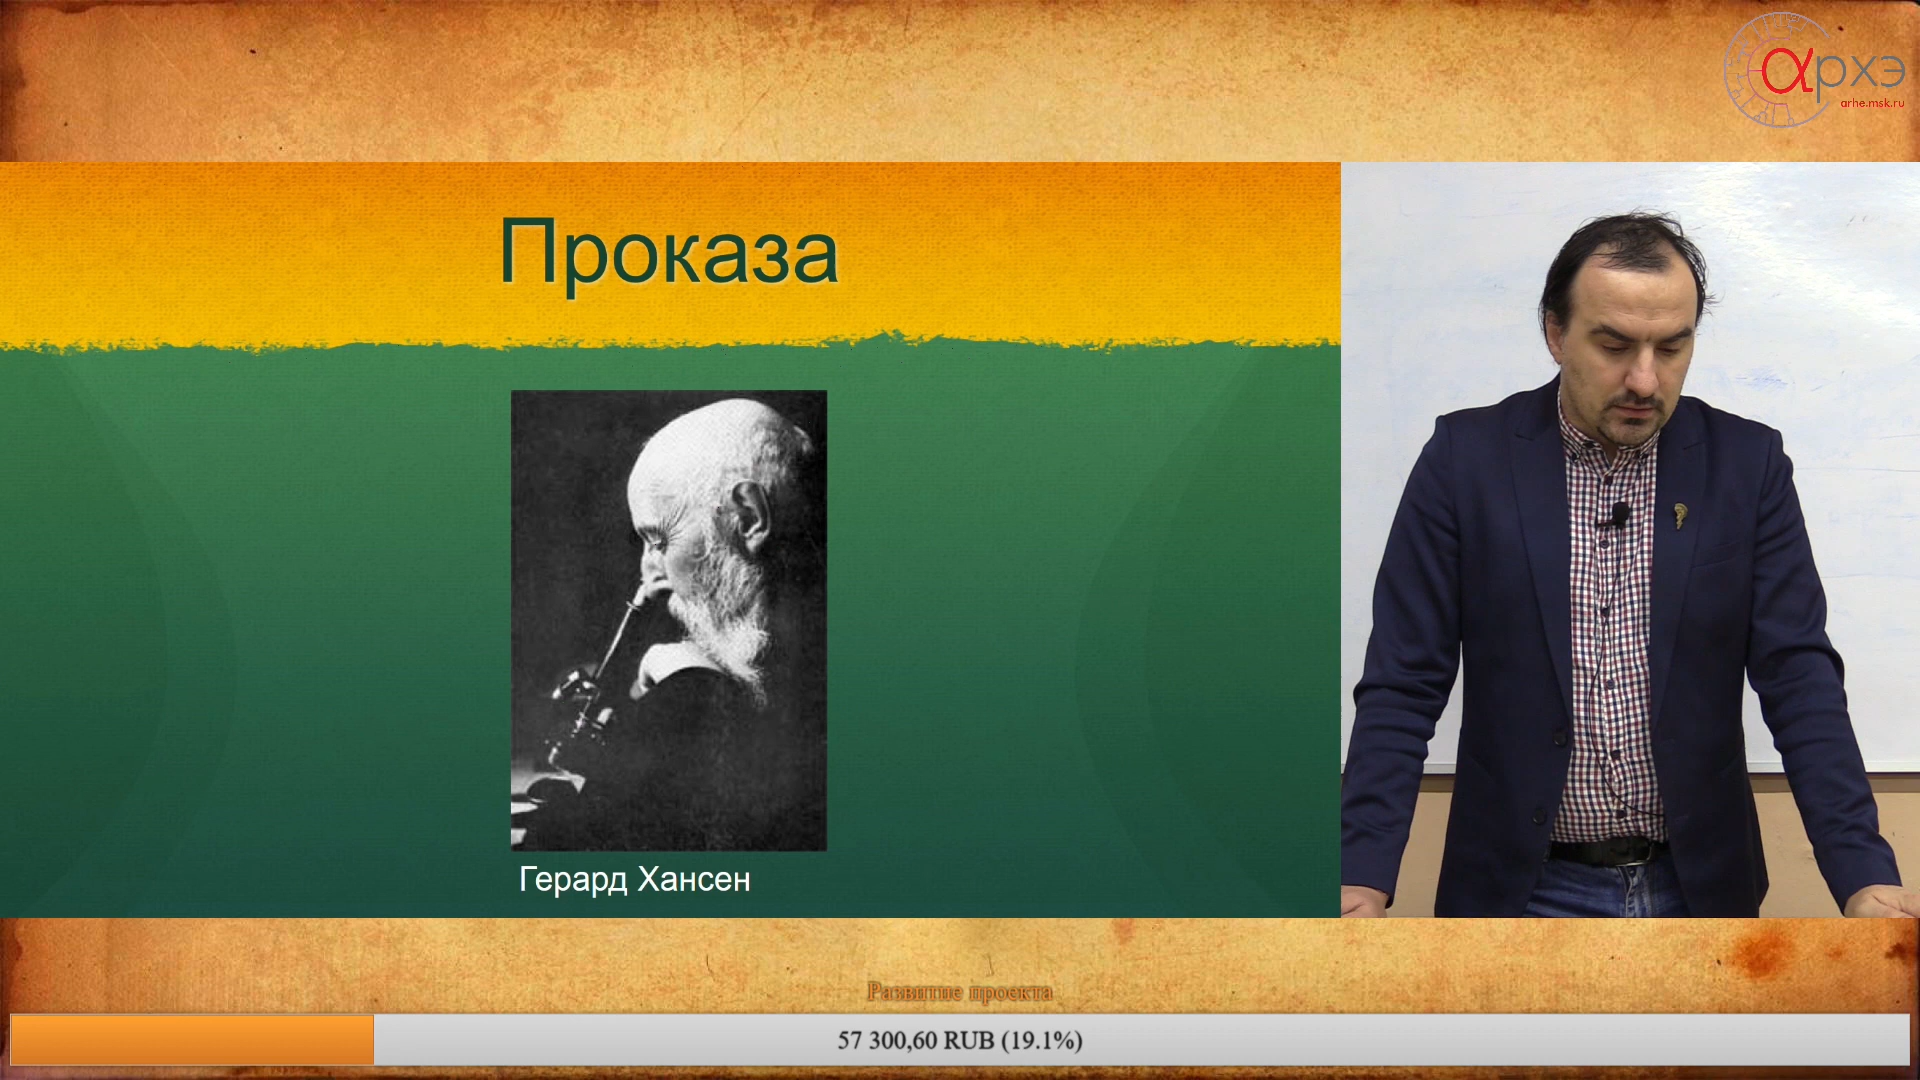 αрхэ
arhe.msk.ru
Проказа
Герард Хансен
Развитие проекта
57 300,60 RUB (19.1%)